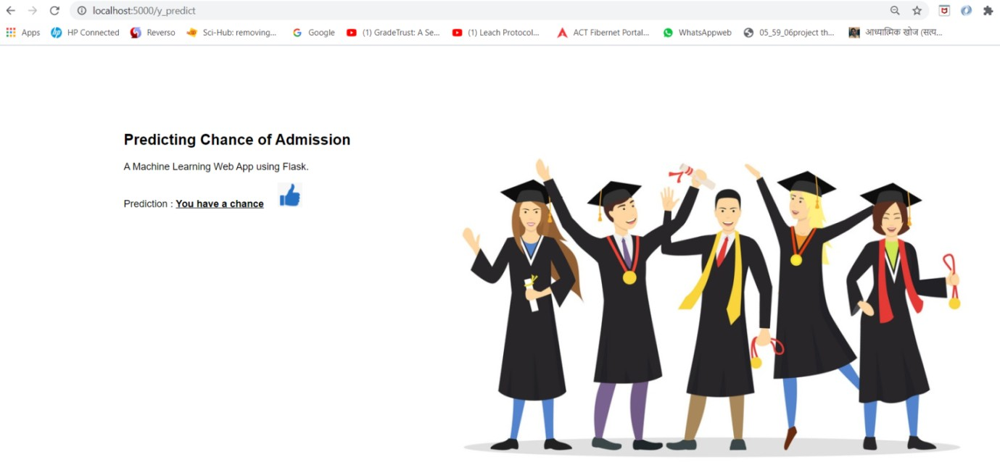 localhost:5000/y_predict
Apps HP Connected Reverso Sci-Hub: removing... Google (1) GradeTrust: A Se... (1) Leach Protocol... ACT Fibernet Portal... WhatsAppweb 05_59_06project th... आध्यात्मिक खोज (सत्य...
Predicting Chance of Admission
A Machine Learning Web App using Flask.
Prediction : You have a chance